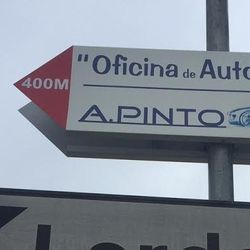 400M
"Oficina de Auto
A.PINTO